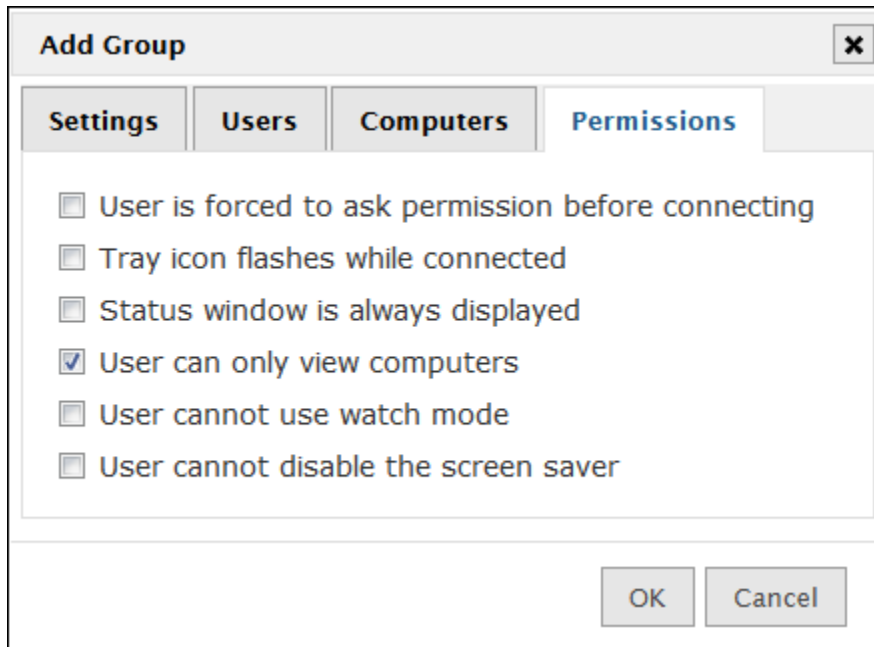 Add Group
Settings Users Computers Permissions
User is forced to ask permission before connecting
Tray icon flashes while connected
Status window is always displayed
User can only view computers
User cannot use watch mode
User cannot disable the screen saver
OK Cancel